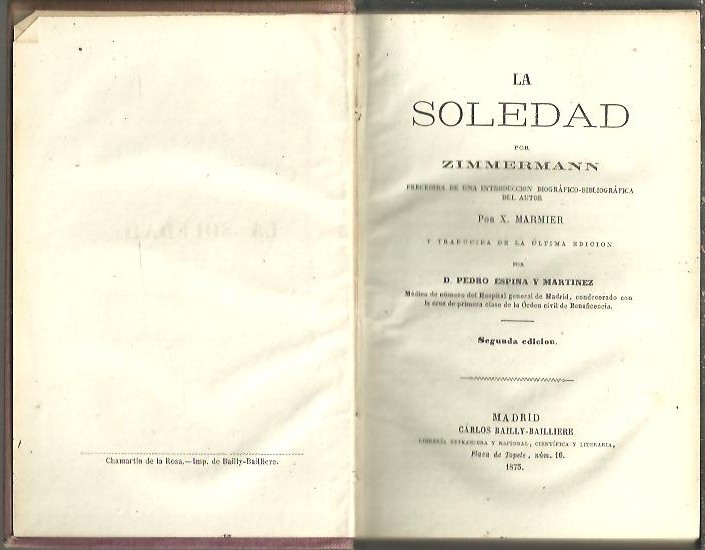 Chamartin de la Rosa.—Imp. de Bailly-Bailliere.
LA
SOLEDAD
POR
ZIMMERMANN
PRECEDIDA DE UNA INTRODUCCION BIOGRÁFICO-BIBLIOGRÁFICA
DEL AUTOR
POR X. MARMIER
Y TRADUCIDA DE LA ÚLTIMA EDICION
POR
D. PEDRO ESPINA Y MARTINEZ
Médico de número del Hospital general de Madrid, condecorado con
la cruz de primera clase de la Órden civil de Beneficencia.
Segunda edicion.
MADRID
CÁRLOS BAILLY-BAILLIERE
LIBRERÍA EXTRANJERA Y NACIONAL, CIENTÍFICA Y LITERARIA,
Plaza de Topete, núm. 10.
1875.